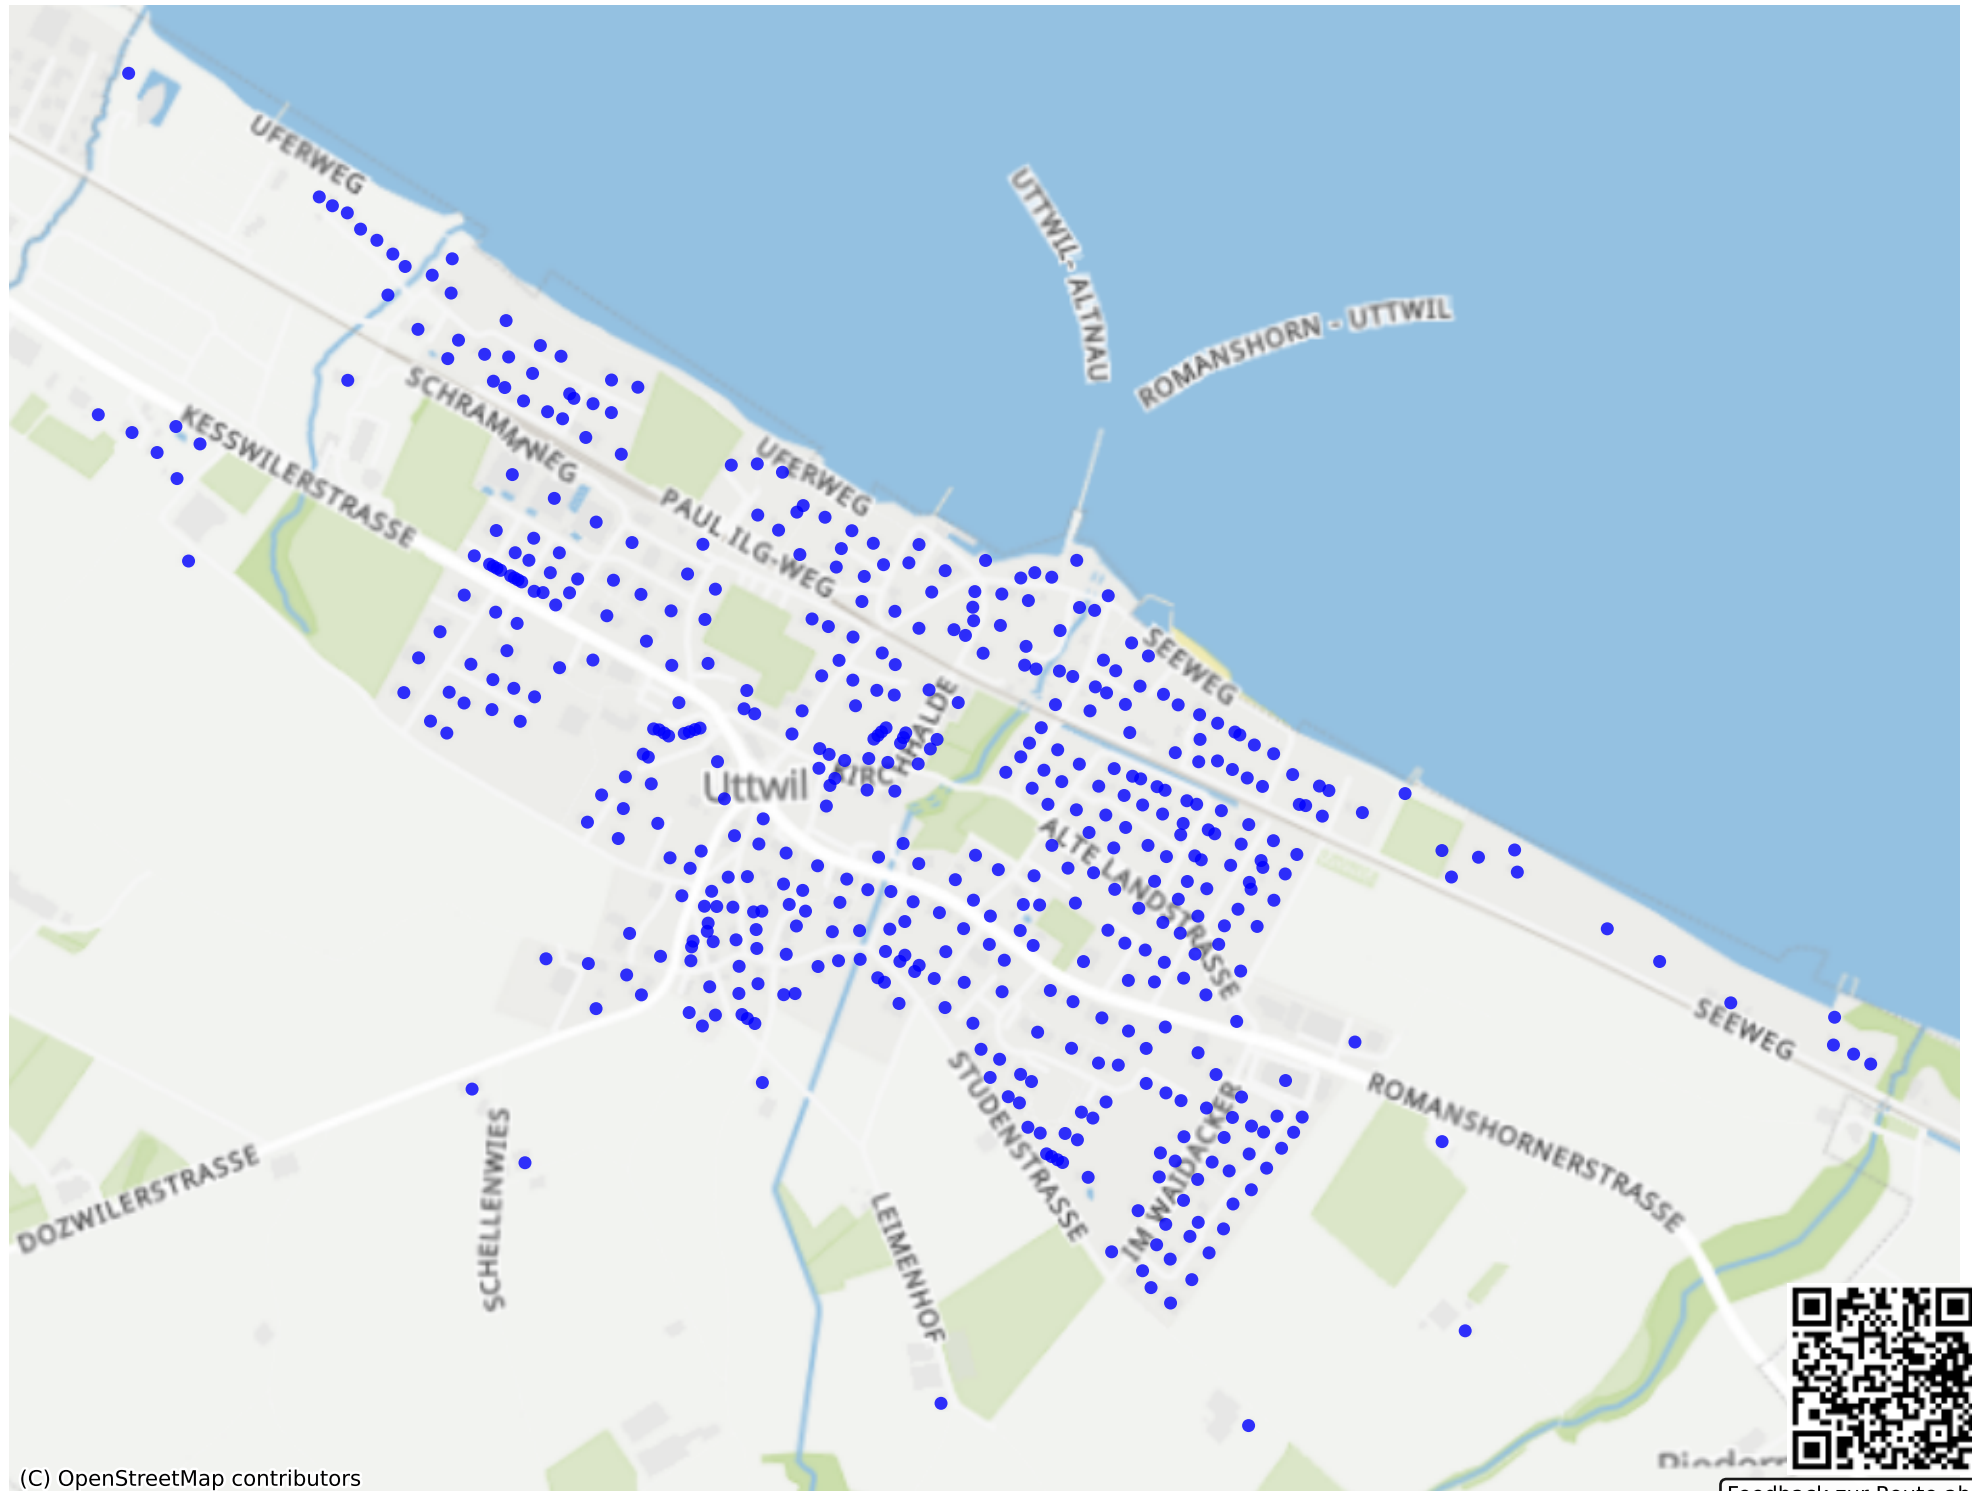 UFERWEG
UTTWIL- ALTNAU
ROMANSHORN - UTTWIL
SCHRAMMWEG
KESSWILERSTRASSE
UFERWEG
PAUL ILG-WEG
SEEWEG
KIRCHHALDE
Uttwil
ALTE LANDSTRASSE
SEEWEG
STUDENSTRASSE
IM WAIDACKER
ROMANSHORNERSTRASSE
DOZWILERSTRASSE
SCHELLENWIES
LEIMENHOF
(C) OpenStreetMap contributors